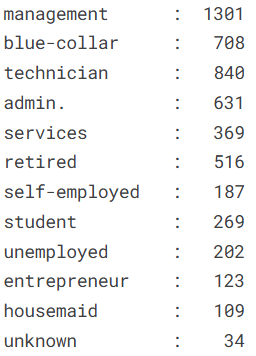 management : 1301
blue-collar : 708
technician : 840
admin. : 631
services : 369
retired : 516
self-employed : 187
student : 269
unemployed : 202
entrepreneur : 123
housemaid : 109
unknown : 34